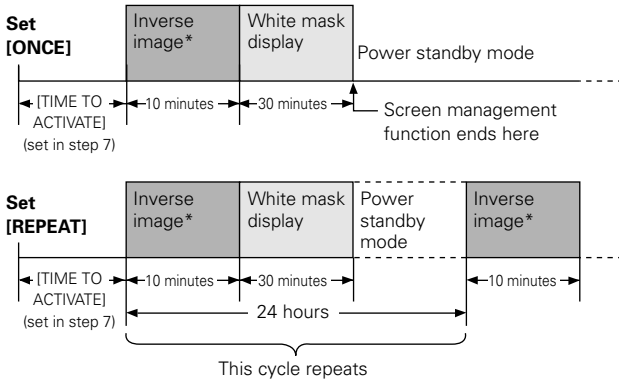 Set
[ONCE]
Inverse
image*
White mask
display
Power standby mode
[TIME TO
ACTIVATE]
(set in step 7)
10 minutes
30 minutes
Screen management
function ends here
Set
[REPEAT]
Inverse
image*
White mask
display
Power
standby
mode
Inverse
image*
[TIME TO
ACTIVATE]
(set in step 7)
10 minutes
30 minutes
10 minutes
24 hours
This cycle repeats